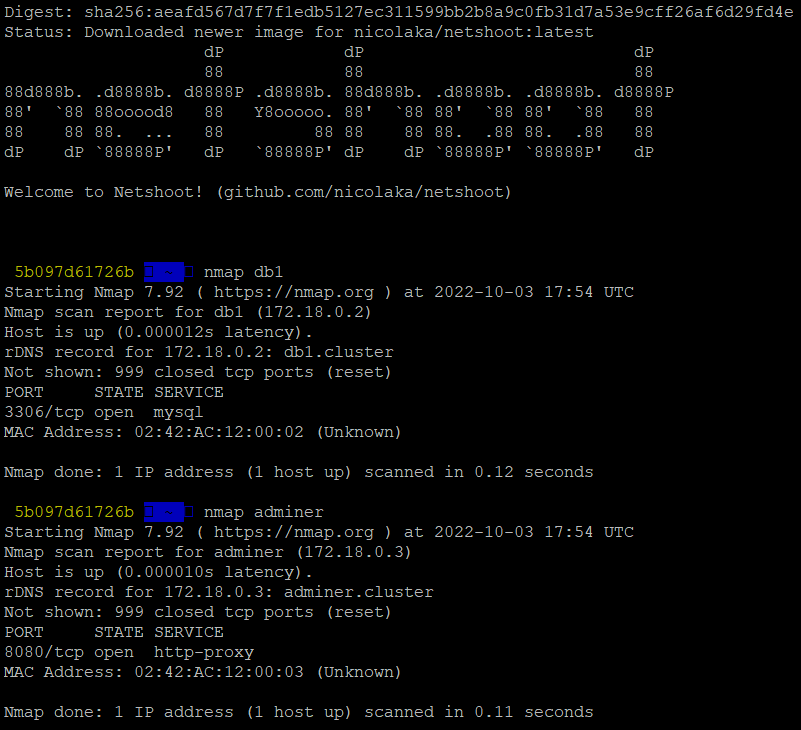 Digest: sha256:aeafd567d7f7f1edb5127ec311599bb2b8a9c0fb31d7a53e9cff26af6d29fd4e
Status: Downloaded newer image for nicolaka/netshoot:latest
                    dP            dP                           dP
                    88            88                           88
88d888b. .d8888b. d8888P .d8888b. 88d888b. .d8888b. .d8888b. d8888P
88'  `88 88ooood8   88   Y8ooooo. 88'  `88 88'  `88 88'  `88   88
88    88 88.  ...   88         88 88    88 88.  .88 88.  .88   88
dP    dP `88888P'   dP   `88888P' dP    dP `88888P' `88888P'   dP
Welcome to Netshoot! (github.com/nicolaka/netshoot)
5b097d61726b ~ nmap db1
Starting Nmap 7.92 ( https://nmap.org ) at 2022-10-03 17:54 UTC
Nmap scan report for db1 (172.18.0.2)
Host is up (0.000012s latency).
rDNS record for 172.18.0.2: db1.cluster
Not shown: 999 closed tcp ports (reset)
PORT     STATE SERVICE
3306/tcp open  mysql
MAC Address: 02:42:AC:12:00:02 (Unknown)
Nmap done: 1 IP address (1 host up) scanned in 0.12 seconds
5b097d61726b ~ nmap adminer
Starting Nmap 7.92 ( https://nmap.org ) at 2022-10-03 17:54 UTC
Nmap scan report for adminer (172.18.0.3)
Host is up (0.000010s latency).
rDNS record for 172.18.0.3: adminer.cluster
Not shown: 999 closed tcp ports (reset)
PORT     STATE SERVICE
8080/tcp open  http-proxy
MAC Address: 02:42:AC:12:00:03 (Unknown)
Nmap done: 1 IP address (1 host up) scanned in 0.11 seconds